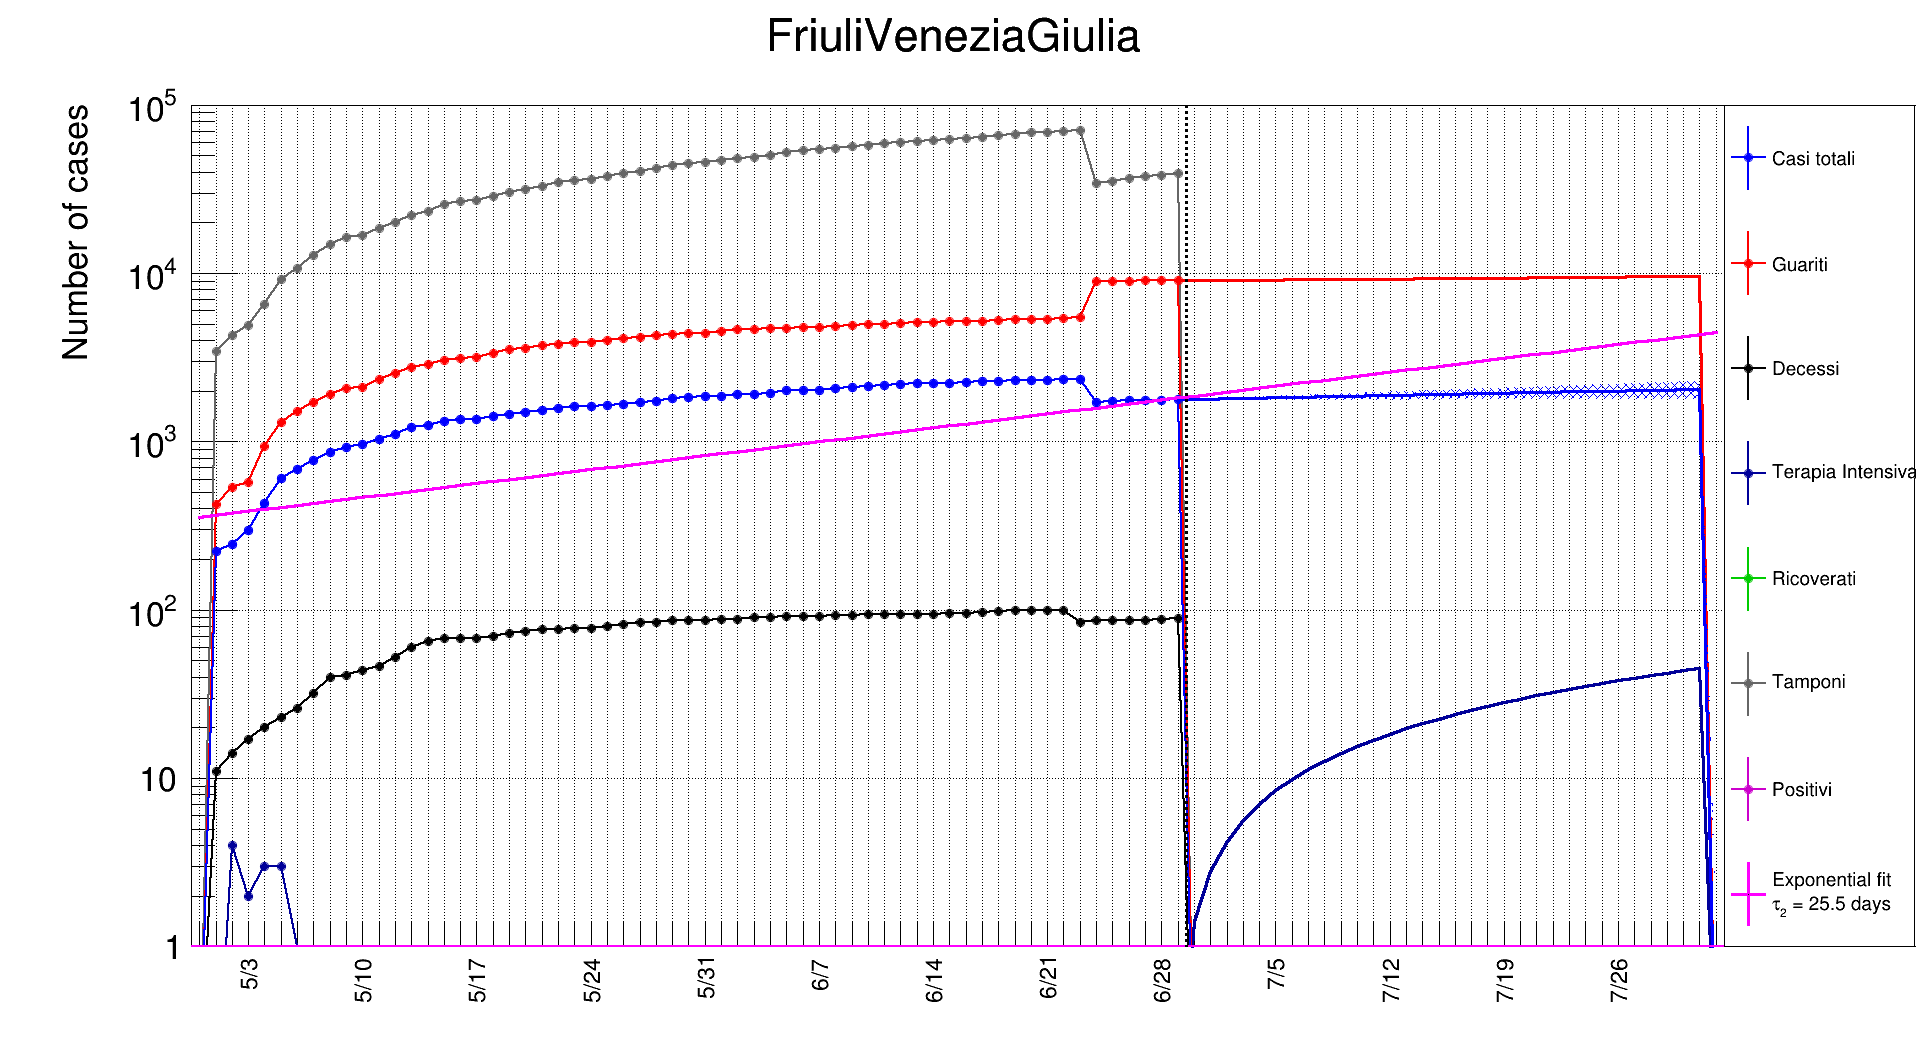 FriuliVeneziaGiulia
Number of cases
10^5
10^4
10^3
10^2
10
1
5/3
5/10
5/17
5/24
5/31
6/7
6/14
6/21
6/28
7/5
7/12
7/19
7/26
Casi totali
Guariti
Decessi
Terapia Intensiva
Ricoverati
Tamponi
Positivi
Exponential fit
τ₂ = 25.5 days